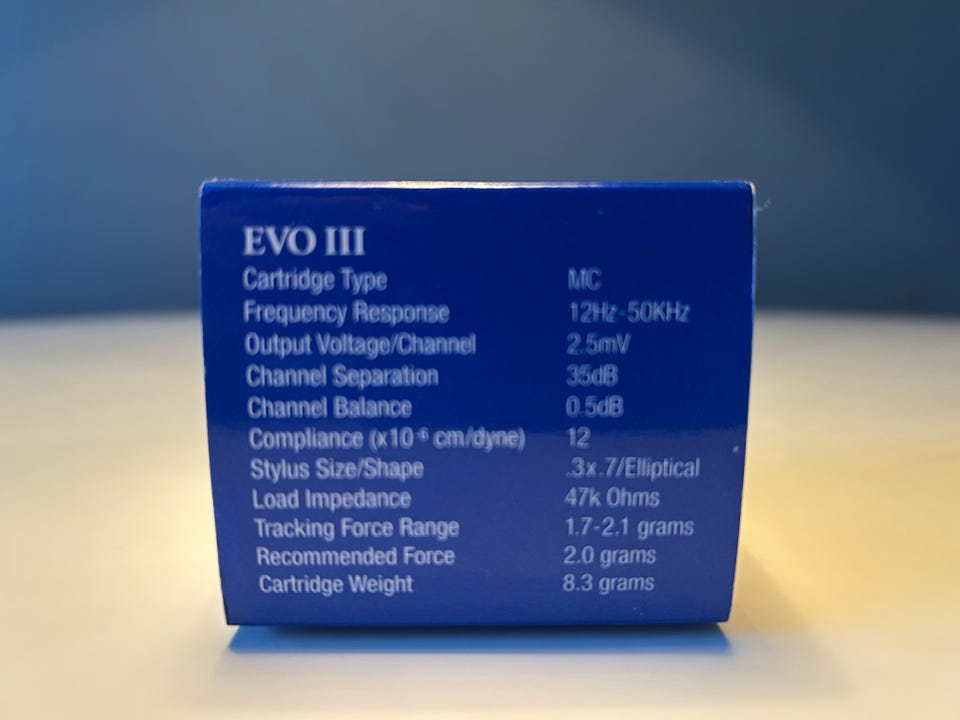 EVO III
Cartridge Type MC
Frequency Response 12Hz-50KHz
Output Voltage/Channel 2.5mV
Channel Separation 35dB
Channel Balance 0.5dB
Compliance (x10⁻⁶ cm/dyne) 12
Stylus Size/Shape .3x.7/Elliptical
Load Impedance 47k Ohms
Tracking Force Range 1.7-2.1 grams
Recommended Force 2.0 grams
Cartridge Weight 8.3 grams